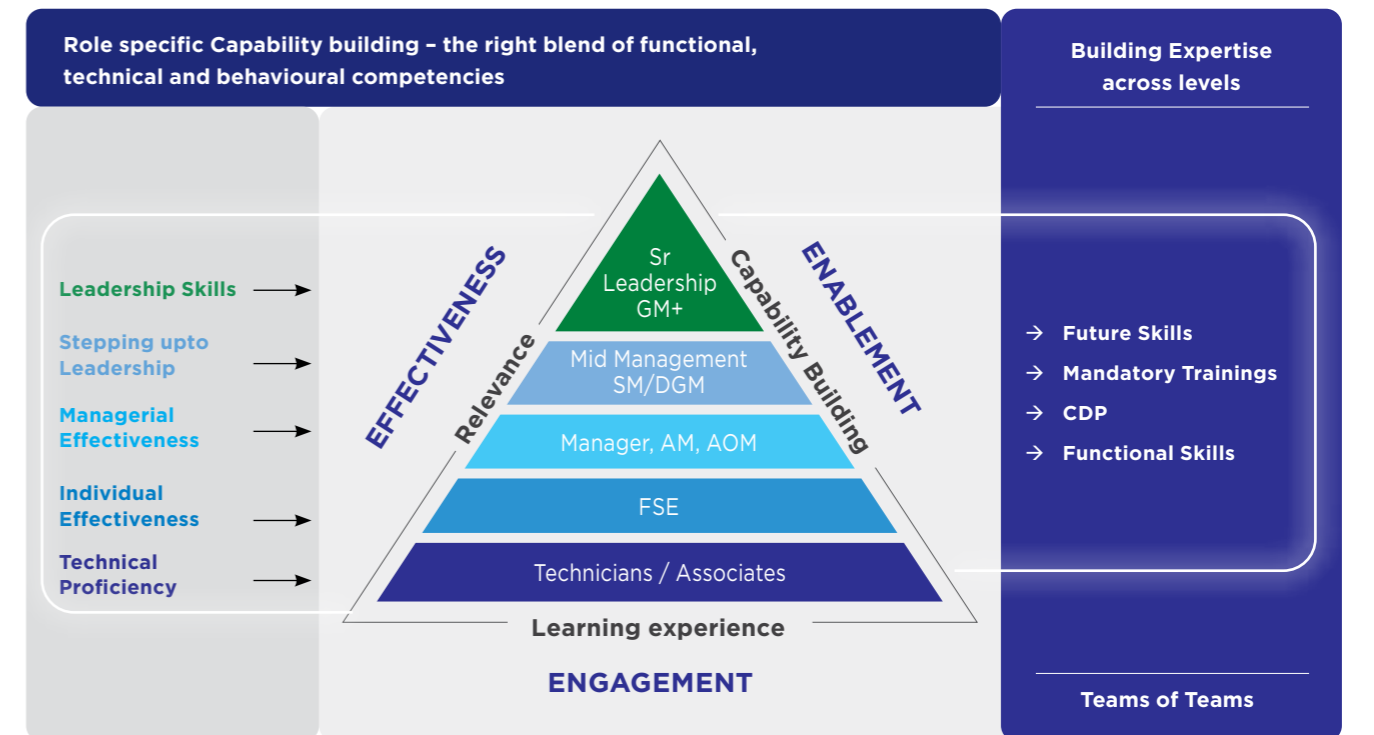 Role specific Capability building – the right blend of functional,
technical and behavioural competencies
Building Expertise
across levels
Leadership Skills
Stepping upto
Leadership
Managerial
Effectiveness
Individual
Effectiveness
Technical
Proficiency
EFFECTIVENESS
Relevance
Sr
Leadership
GM+
Mid Management
SM/DGM
Manager, AM, AOM
FSE
Technicians / Associates
Capability Building
ENABLEMENT
Learning experience
ENGAGEMENT
→ Future Skills
→ Mandatory Trainings
→ CDP
→ Functional Skills
Teams of Teams